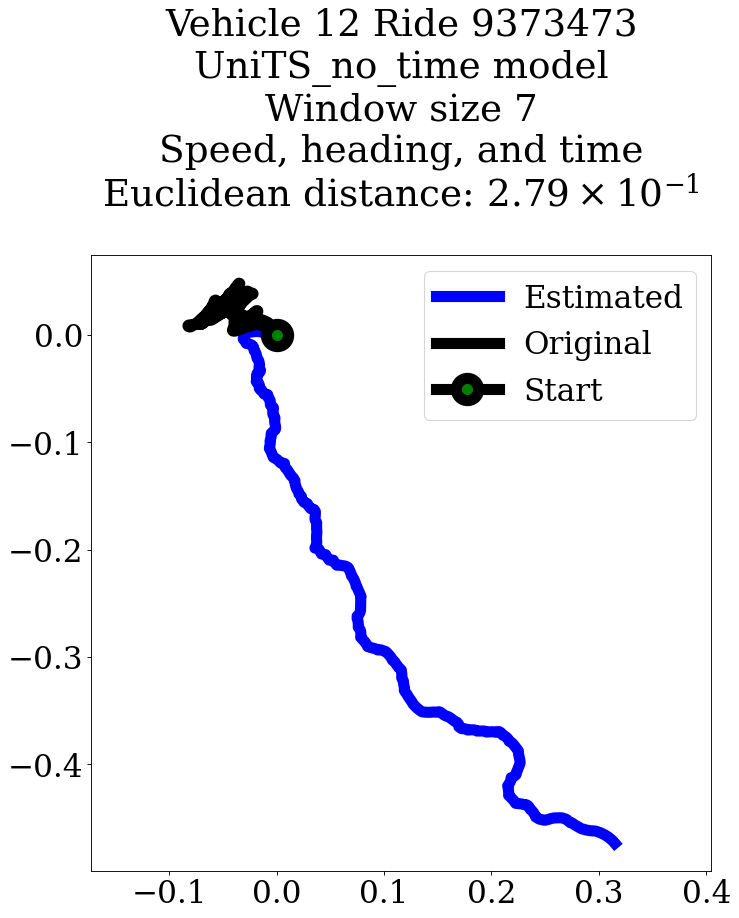 Vehicle 12 Ride 9373473
UniTS_no_time model
Window size 7
Speed, heading, and time
Euclidean distance: 2.79 × 10⁻¹
Estimated
Original
Start
0.0
−0.1
−0.2
−0.3
−0.4
−0.1 0.0 0.1 0.2 0.3 0.4